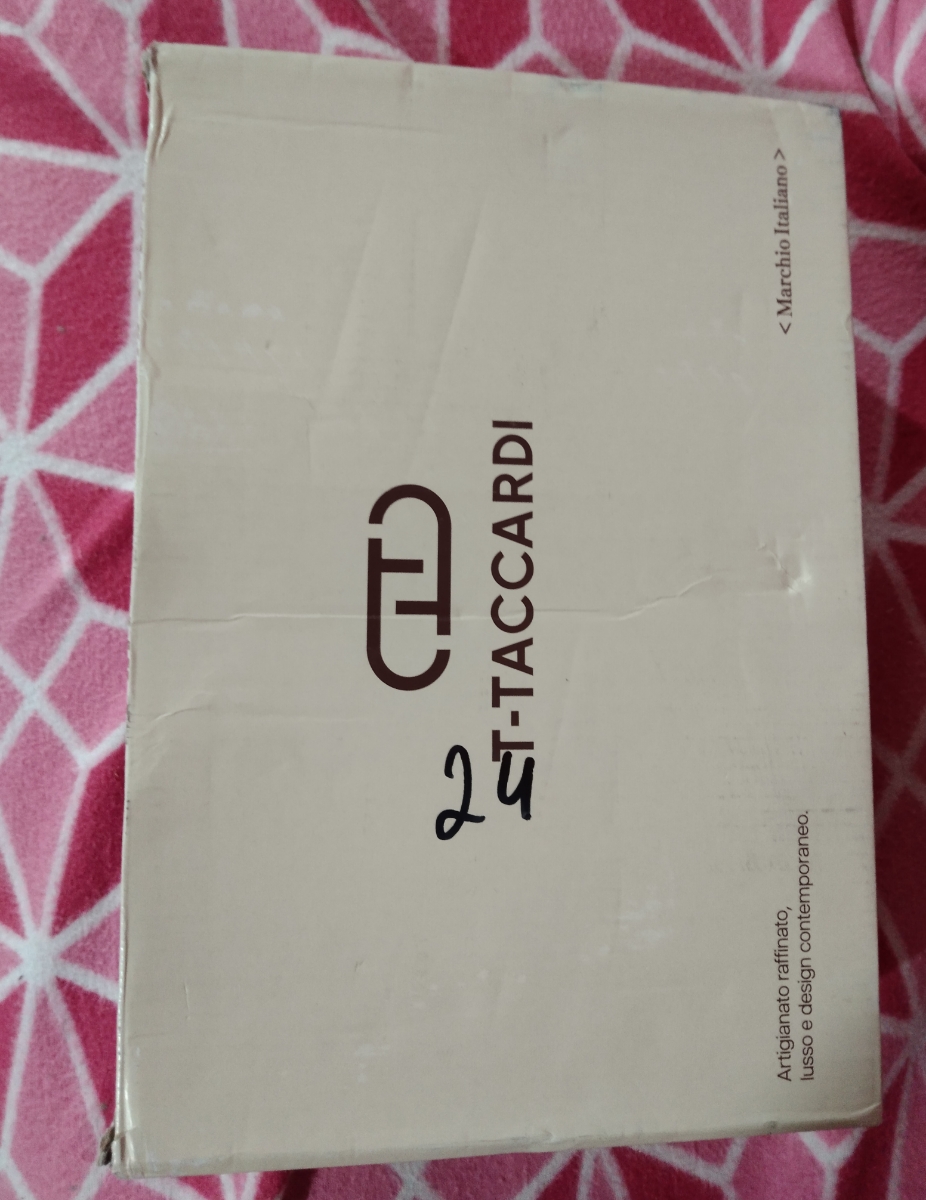 T-TACCARDI
24
< Marchio Italiano >
Artigianato raffinato,
lusso e design contemporaneo.